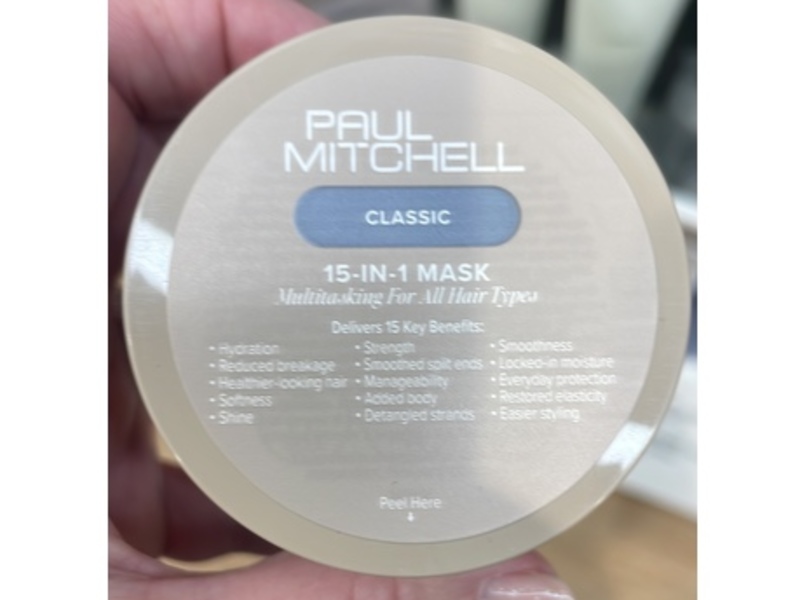 PAUL
MITCHELL
CLASSIC
15-IN-1 MASK
Multitasking For All Hair Types
Delivers 15 Key Benefits:
• Hydration
• Reduced breakage
• Healthier-looking hair
• Softness
• Shine
• Strength
• Smoothed split ends
• Manageability
• Added body
• Detangled strands
• Smoothness
• Locked-in moisture
• Everyday protection
• Restored elasticity
• Easier styling
Peel Here